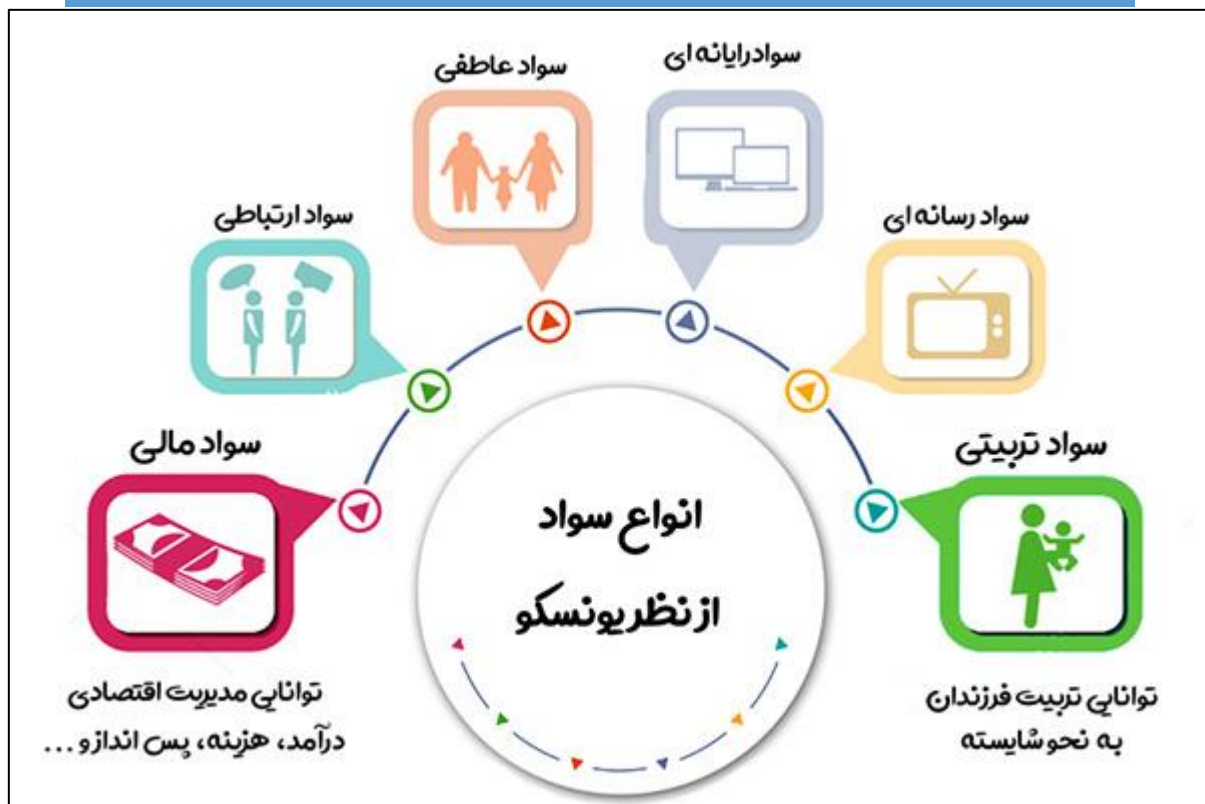 سواد رایانه ای
سواد عاطفی
سواد رسانه ای
سواد ارتباطی
سواد تربیتی
سواد مالی
انواع سواد
از نظر یونسکو
توانایی تربیت فرزندان
به نحو شایسته
توانایی مدیریت اقتصادی
درآمد، هزینه، پس انداز و ...